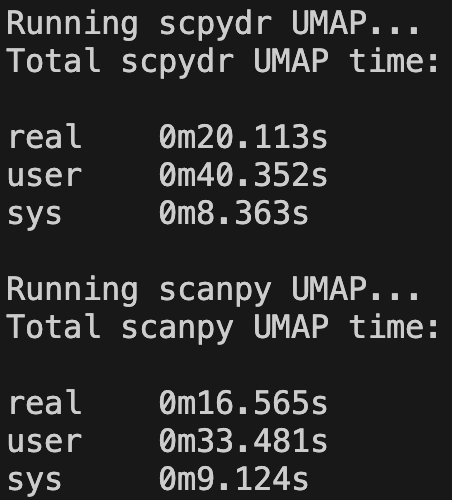 Running scpydr UMAP...
Total scpydr UMAP time:
real 0m20.113s
user 0m40.352s
sys 0m8.363s
Running scanpy UMAP...
Total scanpy UMAP time:
real 0m16.565s
user 0m33.481s
sys 0m9.124s